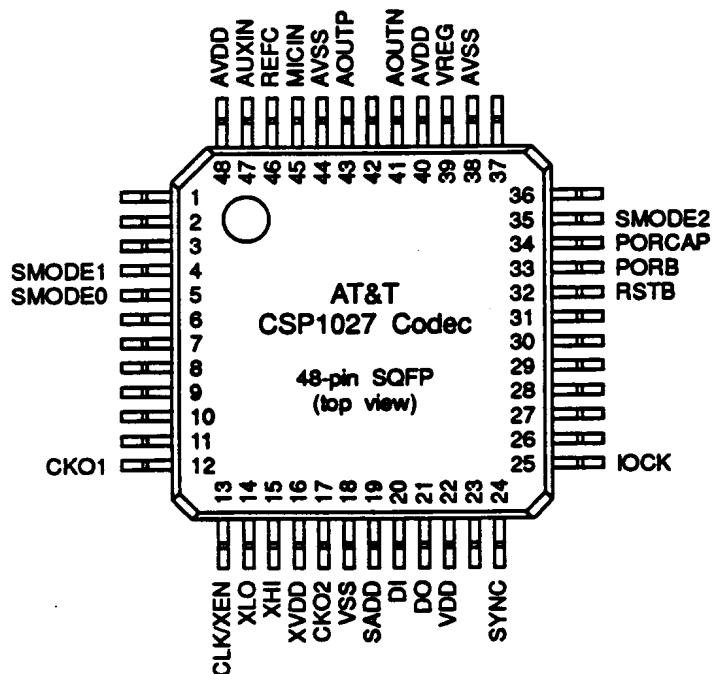 AVDD
AUXIN
REFC
MICIN
AVSS
AOUTP
AOUTN
AVDD
VREG
AVSS
48 47 46 45 44 43 42 41 40 39 38 37
1
2
3
SMODE1 4
SMODE0 5
6
7
8
9
10
11
CKO1 12
AT&T
CSP1027 Codec
48-pin SQFP
(top view)
36
35 SMODE2
34 PORCAP
33 PORB
32 RSTB
31
30
29
28
27
26
25 IOCK
13 14 15 16 17 18 19 20 21 22 23 24
CLK/XEN
XLO
XHI
XVDD
CKO2
VSS
SADD
DI
DO
VDD
SYNC